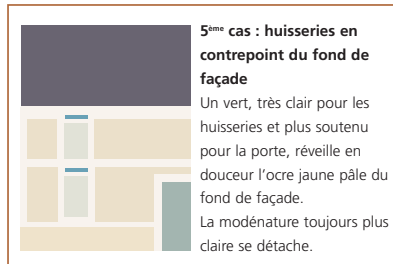 5ème cas : huisseries en
contrepoint du fond de
façade
Un vert, très clair pour les
huisseries et plus soutenu
pour la porte, réveille en
douceur l'ocre jaune pâle du
fond de façade.
La modénature toujours plus
claire se détache.